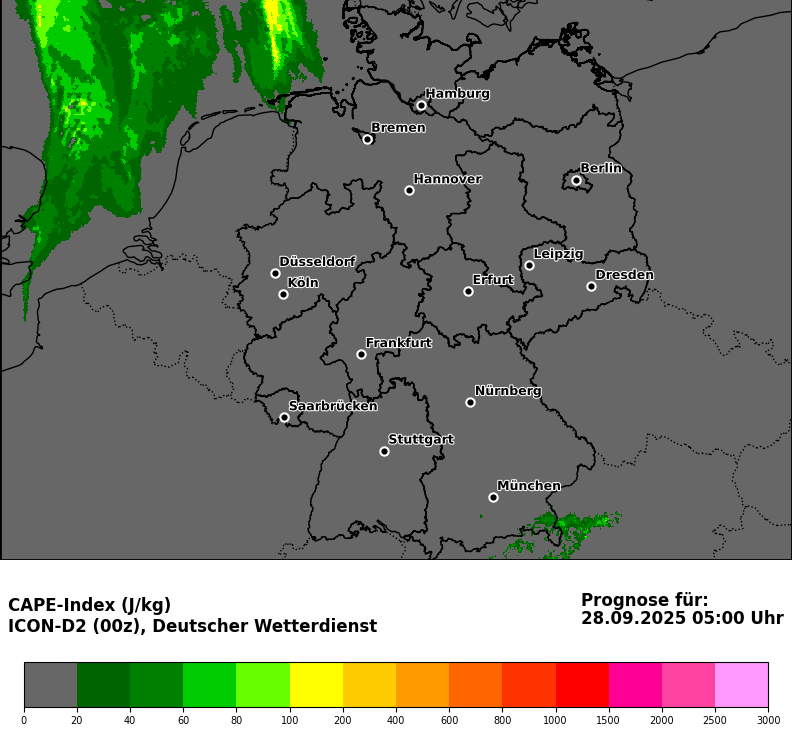 Hamburg
Bremen
Berlin
Hannover
Leipzig
Düsseldorf
Dresden
Erfurt
Köln
Frankfurt
Nürnberg
Saarbrücken
Stuttgart
München
CAPE-Index (J/kg)
ICON-D2 (00z), Deutscher Wetterdienst
Prognose für:
28.09.2025 05:00 Uhr
0 20 40 60 80 100 200 400 600 800 1000 1500 2000 2500 3000